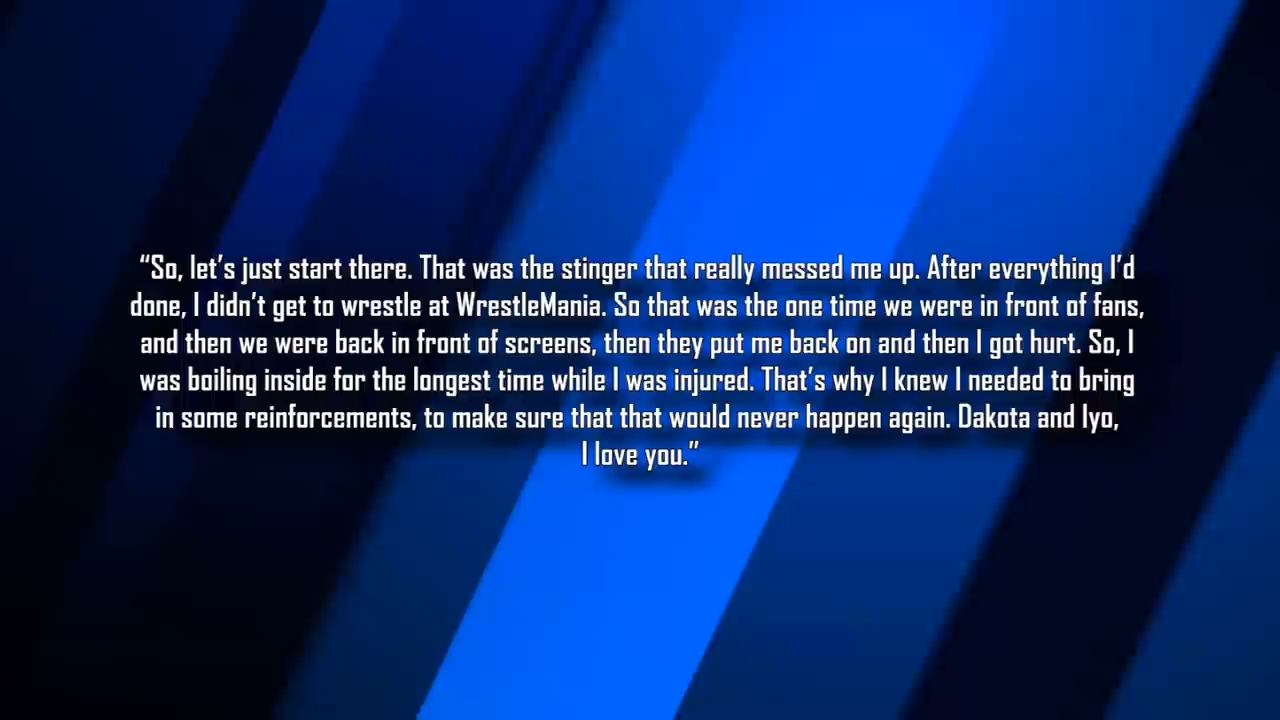 “So, let’s just start there. That was the stinger that really messed me up. After everything I’d
done, I didn’t get to wrestle at WrestleMania. So that was the one time we were in front of fans,
and then we were back in front of screens, then they put me back on and then I got hurt. So, I
was boiling inside for the longest time while I was injured. That’s why I knew I needed to bring
in some reinforcements, to make sure that that would never happen again. Dakota and Iyo,
I love you.”